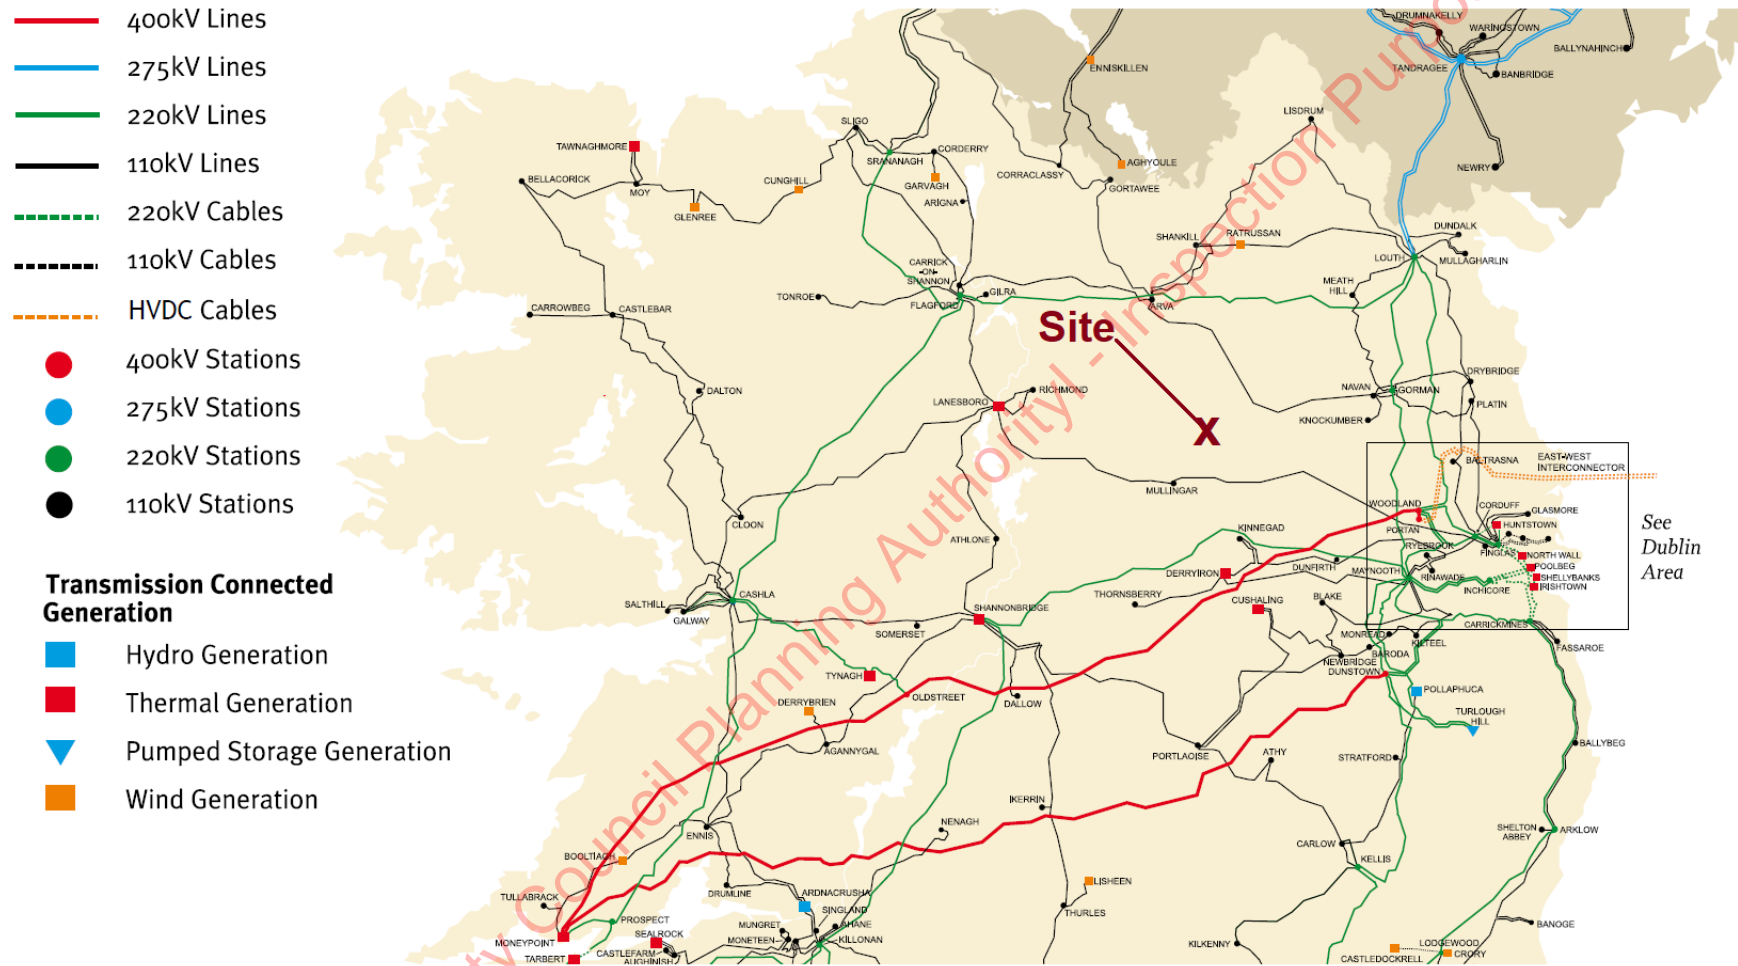 400kV Lines
275kV Lines
220kV Lines
110kV Lines
220kV Cables
110kV Cables
HVDC Cables
400kV Stations
275kV Stations
220kV Stations
110kV Stations
Transmission Connected
Generation
Hydro Generation
Thermal Generation
Pumped Storage Generation
Wind Generation
DRUMNAKELLY
WARINGSTOWN
BALLYNAHINCH
TANDRAGEE
BANBRIDGE
ENNISKILLEN
LISDRUM
NEWRY
SLIGO
TAWNAGHMORE
SRANANAGH
CORDERRY
CORRACLASSY
AGHYOULE
GORTAWEE
BELLACORICK
MOY
CUNGHILL
GARVAGH
GLENREE
ARIGNA
SHANKILL
RATRUSSAN
DUNDALK
LOUTH
MULLAGHARLIN
CARRICK
-ON-
SHANNON
TONROE
FLAGFORD
GILRA
ARVA
MEATH
HILL
CARROWBEG
CASTLEBAR
Site
X
DALTON
LANESBORO
RICHMOND
NAVAN
GORMAN
DRYBRIDGE
PLATIN
KNOCKUMBER
MULLINGAR
BALTRASNA
EAST-WEST
INTERCONNECTOR
CLOON
ATHLONE
KINNEGAD
WOODLAND
PORTAN
CORDUFF
GLASMORE
HUNTSTOWN
See
Dublin
Area
RYEBROOK
FINGLAS
NORTH WALL
POOLBEG
SHELLYBANKS
IRISHTOWN
DERRYIRON
DUNFIRTH
MAYNOOTH
RINAWADE
INCHICORE
THORNSBERRY
CUSHALING
BLAKE
CARRICKMINES
SALTHILL
GALWAY
CASHLA
SHANNONBRIDGE
SOMERSET
MONREAD
KILTEEL
BARODA
NEWBRIDGE
DUNSTOWN
FASSAROE
TYNAGH
OLDSTREET
DERRYBRIEN
DALLOW
POLLAPHUCA
TURLOUGH
HILL
AGANNYGAL
PORTLAOISE
ATHY
STRATFORD
BALLYBEG
IKERRIN
ENNIS
NENAGH
SHELTON
ABBEY
ARKLOW
CARLOW
KELLIS
BOOLTIAGH
DRUMLINE
ARDNACRUSHA
SINGLAND
LISHEEN
THURLES
TULLABRACK
PROSPECT
MUNGRET
AHANE
SEALROCK
MONETEEN
KILLONAN
MONEYPOINT
CASTLEFARM
AUGHINISH
TARBERT
KILKENNY
BANOGE
LODGEWOOD
CASTLEDOCKRELL
CRORY
Council Planning Authority! - Inspection